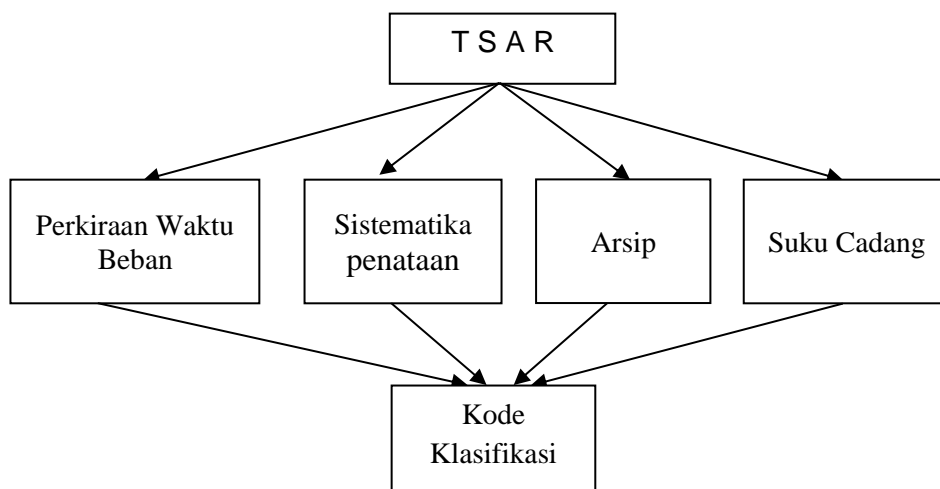 T S A R
Perkiraan Waktu
Beban
Sistematika
penataan
Arsip
Suku Cadang
Kode
Klasifikasi